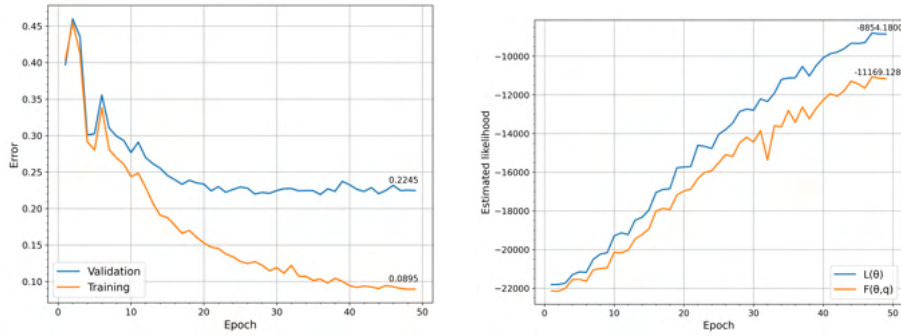 0.45
0.40
0.35
0.30
0.25
0.20
0.15
0.10
Error
0.2245
0.0895
Validation
Training
0 10 20 30 40 50
Epoch
-8854.1800
-11169.128
−10000
−12000
−14000
−16000
−18000
−20000
−22000
Estimated likelihood
L(θ)
F(θ,q)
0 10 20 30 40 50
Epoch